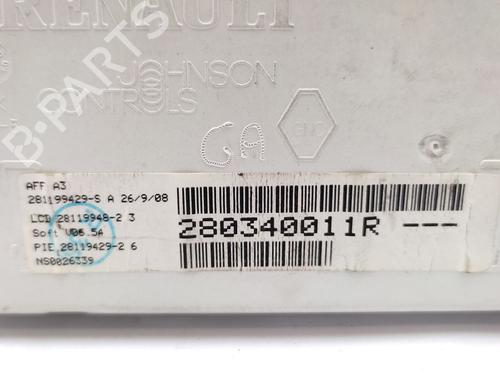 RENAULT
JOHNSON
CONTROLS
GA
AFF A3
281199429-S A 26/9/08
LCD 28119948-2 3
Soft V06.5A
PIE 28119429-2 6
NS0026339
280340011R ---
B-PARTS